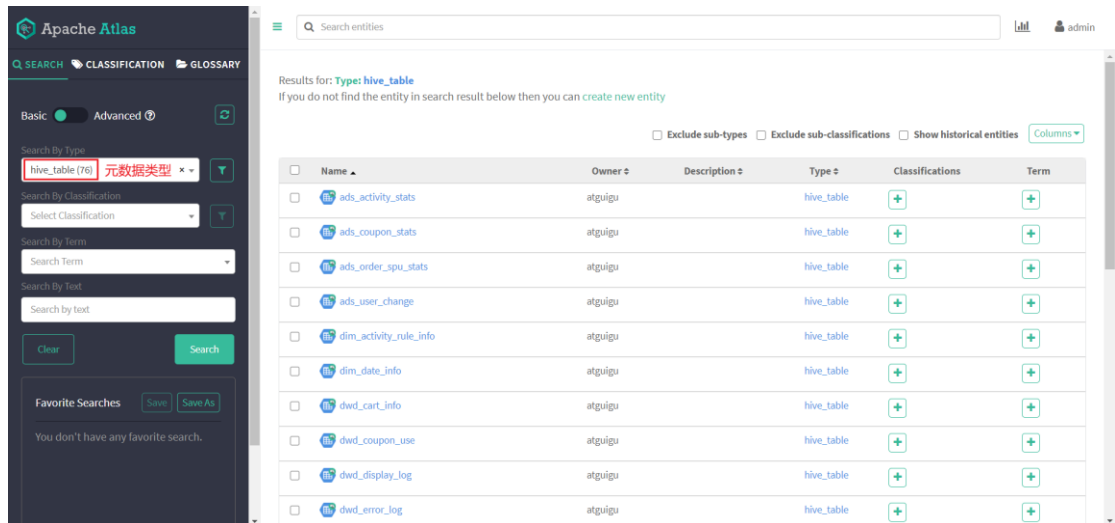 Apache Atlas
SEARCH CLASSIFICATION GLOSSARY
Basic Advanced
Search By Type
hive_table (76) 元数据类型
Search By Classification
Select Classification
Search By Term
Search Term
Search By Text
Search by text
Clear Search
Favorite Searches Save Save As
You don't have any favorite search.
Search entities
admin
Results for: Type: hive_table
If you do not find the entity in search result below then you can create new entity
Exclude sub-types Exclude sub-classifications Show historical entities Columns
Name Owner Description Type Classifications Term
ads_activity_stats atguigu hive_table
ads_coupon_stats atguigu hive_table
ads_order_spu_stats atguigu hive_table
ads_user_change atguigu hive_table
dim_activity_rule_info atguigu hive_table
dim_date_info atguigu hive_table
dwd_cart_info atguigu hive_table
dwd_coupon_use atguigu hive_table
dwd_display_log atguigu hive_table
dwd_error_log atguigu hive_table